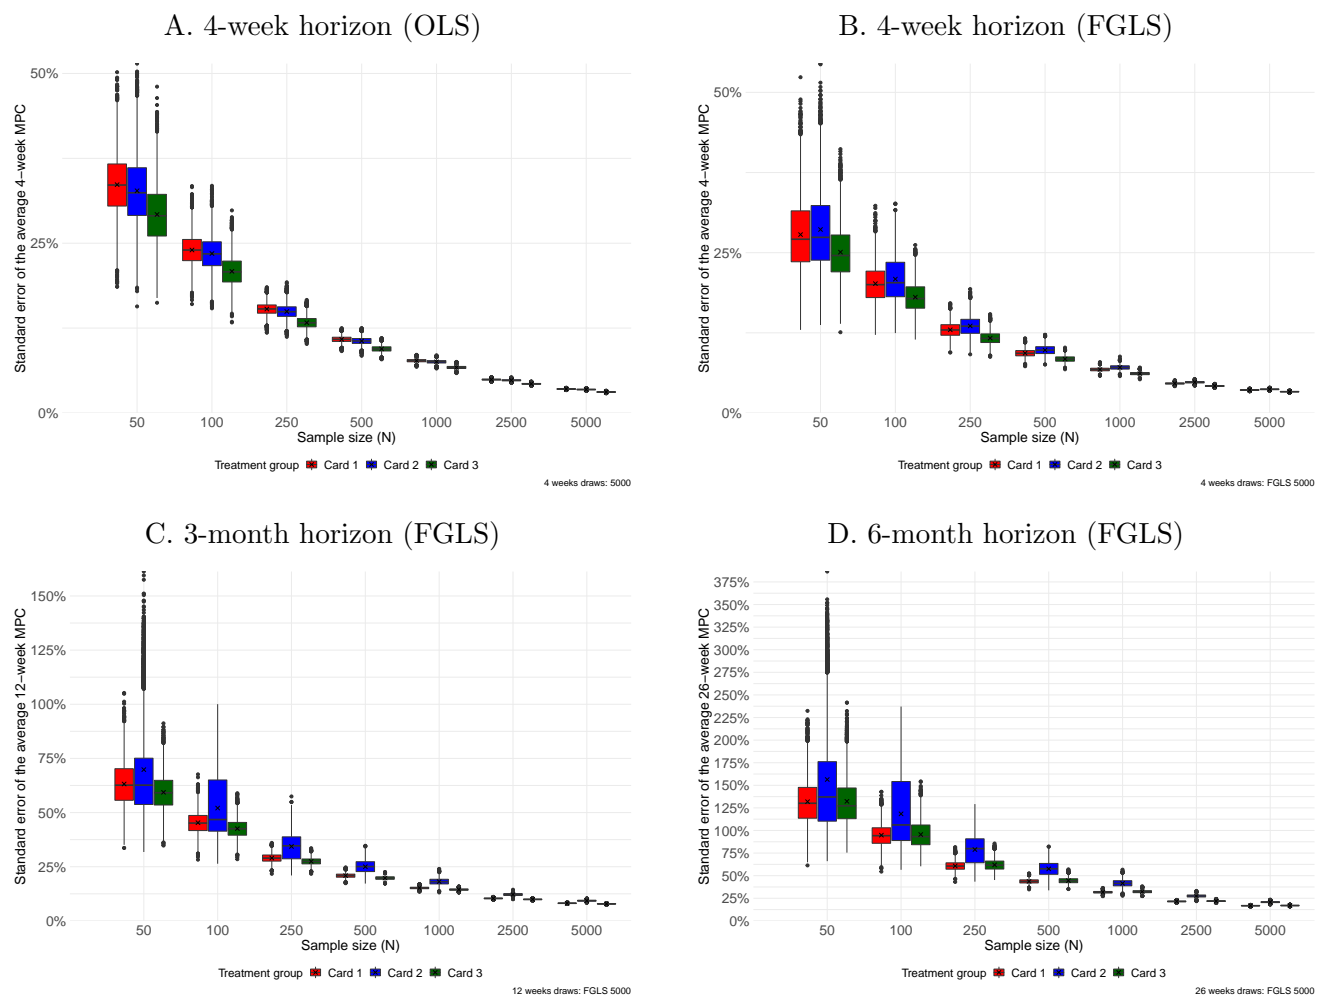 A. 4-week horizon (OLS)
Standard error of the average 4−week MPC
50%
25%
0%
50 100 250 500 1000 2500 5000
Sample size (N)
Treatment group Card 1 Card 2 Card 3
4 weeks draws: 5000
B. 4-week horizon (FGLS)
Standard error of the average 4−week MPC
50%
25%
0%
50 100 250 500 1000 2500 5000
Sample size (N)
Treatment group Card 1 Card 2 Card 3
4 weeks draws: FGLS 5000
C. 3-month horizon (FGLS)
Standard error of the average 12−week MPC
150%
125%
100%
75%
50%
25%
0%
50 100 250 500 1000 2500 5000
Sample size (N)
Treatment group Card 1 Card 2 Card 3
12 weeks draws: FGLS 5000
D. 6-month horizon (FGLS)
Standard error of the average 26−week MPC
375%
350%
325%
300%
275%
250%
225%
200%
175%
150%
125%
100%
75%
50%
25%
0%
50 100 250 500 1000 2500 5000
Sample size (N)
Treatment group Card 1 Card 2 Card 3
26 weeks draws: FGLS 5000